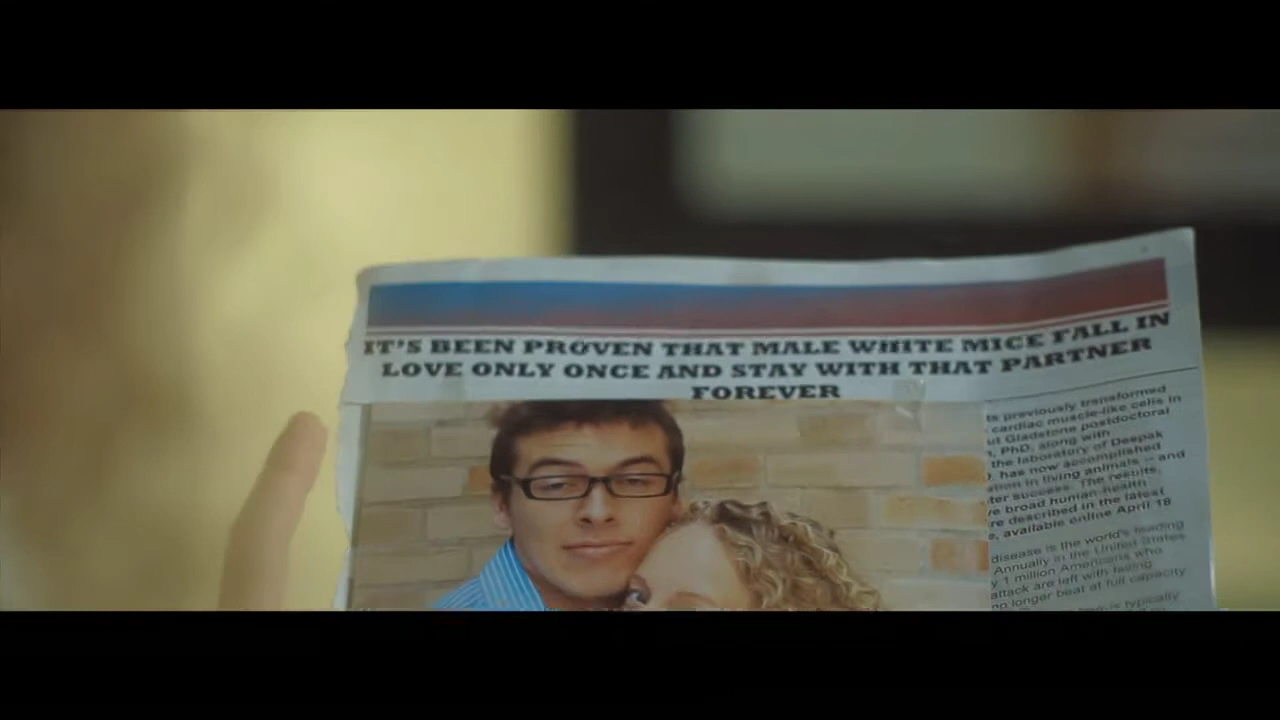 IT'S BEEN PROVEN THAT MALE WHITE MICE FALL IN
LOVE ONLY ONCE AND STAY WITH THAT PARTNER
FOREVER
previously transformed
cardiac muscle-like cells in
Gladstone postdoctoral
PhD, along with
the laboratory of Deepak
has now accomplished
in living animals -- and
success. The results,
broad human-health
described in the latest
available online April 18
disease is the world's leading
Annually in the United States
1 million Americans who
attack are left with failing
no longer beat at full capacity
is typically